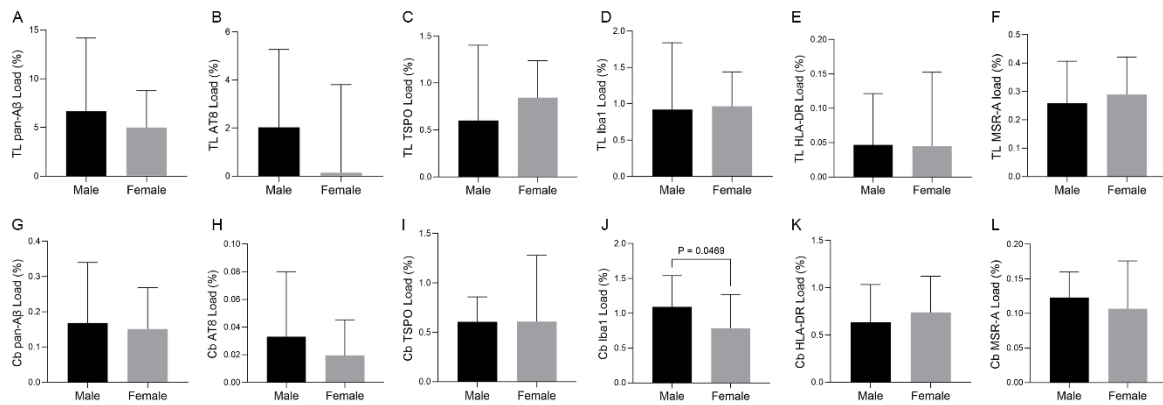 A
TL pan-Aβ Load (%)
15
10
5
0
Male Female
B
TL AT8 Load (%)
6
4
2
0
Male Female
C
TL TSPO Load (%)
1.5
1.0
0.5
0.0
Male Female
D
TL Iba1 Load (%)
2.0
1.5
1.0
0.5
0.0
Male Female
E
TL HLA-DR Load (%)
0.20
0.15
0.10
0.05
0.00
Male Female
F
TL MSR-A load (%)
0.5
0.4
0.3
0.2
0.1
0.0
Male Female
G
Cb pan-Aβ Load (%)
0.4
0.3
0.2
0.1
0.0
Male Female
H
Cb AT8 Load (%)
0.10
0.08
0.06
0.04
0.02
0.00
Male Female
I
Cb TSPO Load (%)
1.5
1.0
0.5
0.0
Male Female
J
Cb Iba1 Load (%)
2.0
1.5
1.0
0.5
0.0
P = 0.0469
Male Female
K
Cb HLA-DR Load (%)
1.5
1.0
0.5
0.0
Male Female
L
Cb MSR-A Load (%)
0.20
0.15
0.10
0.05
0.00
Male Female